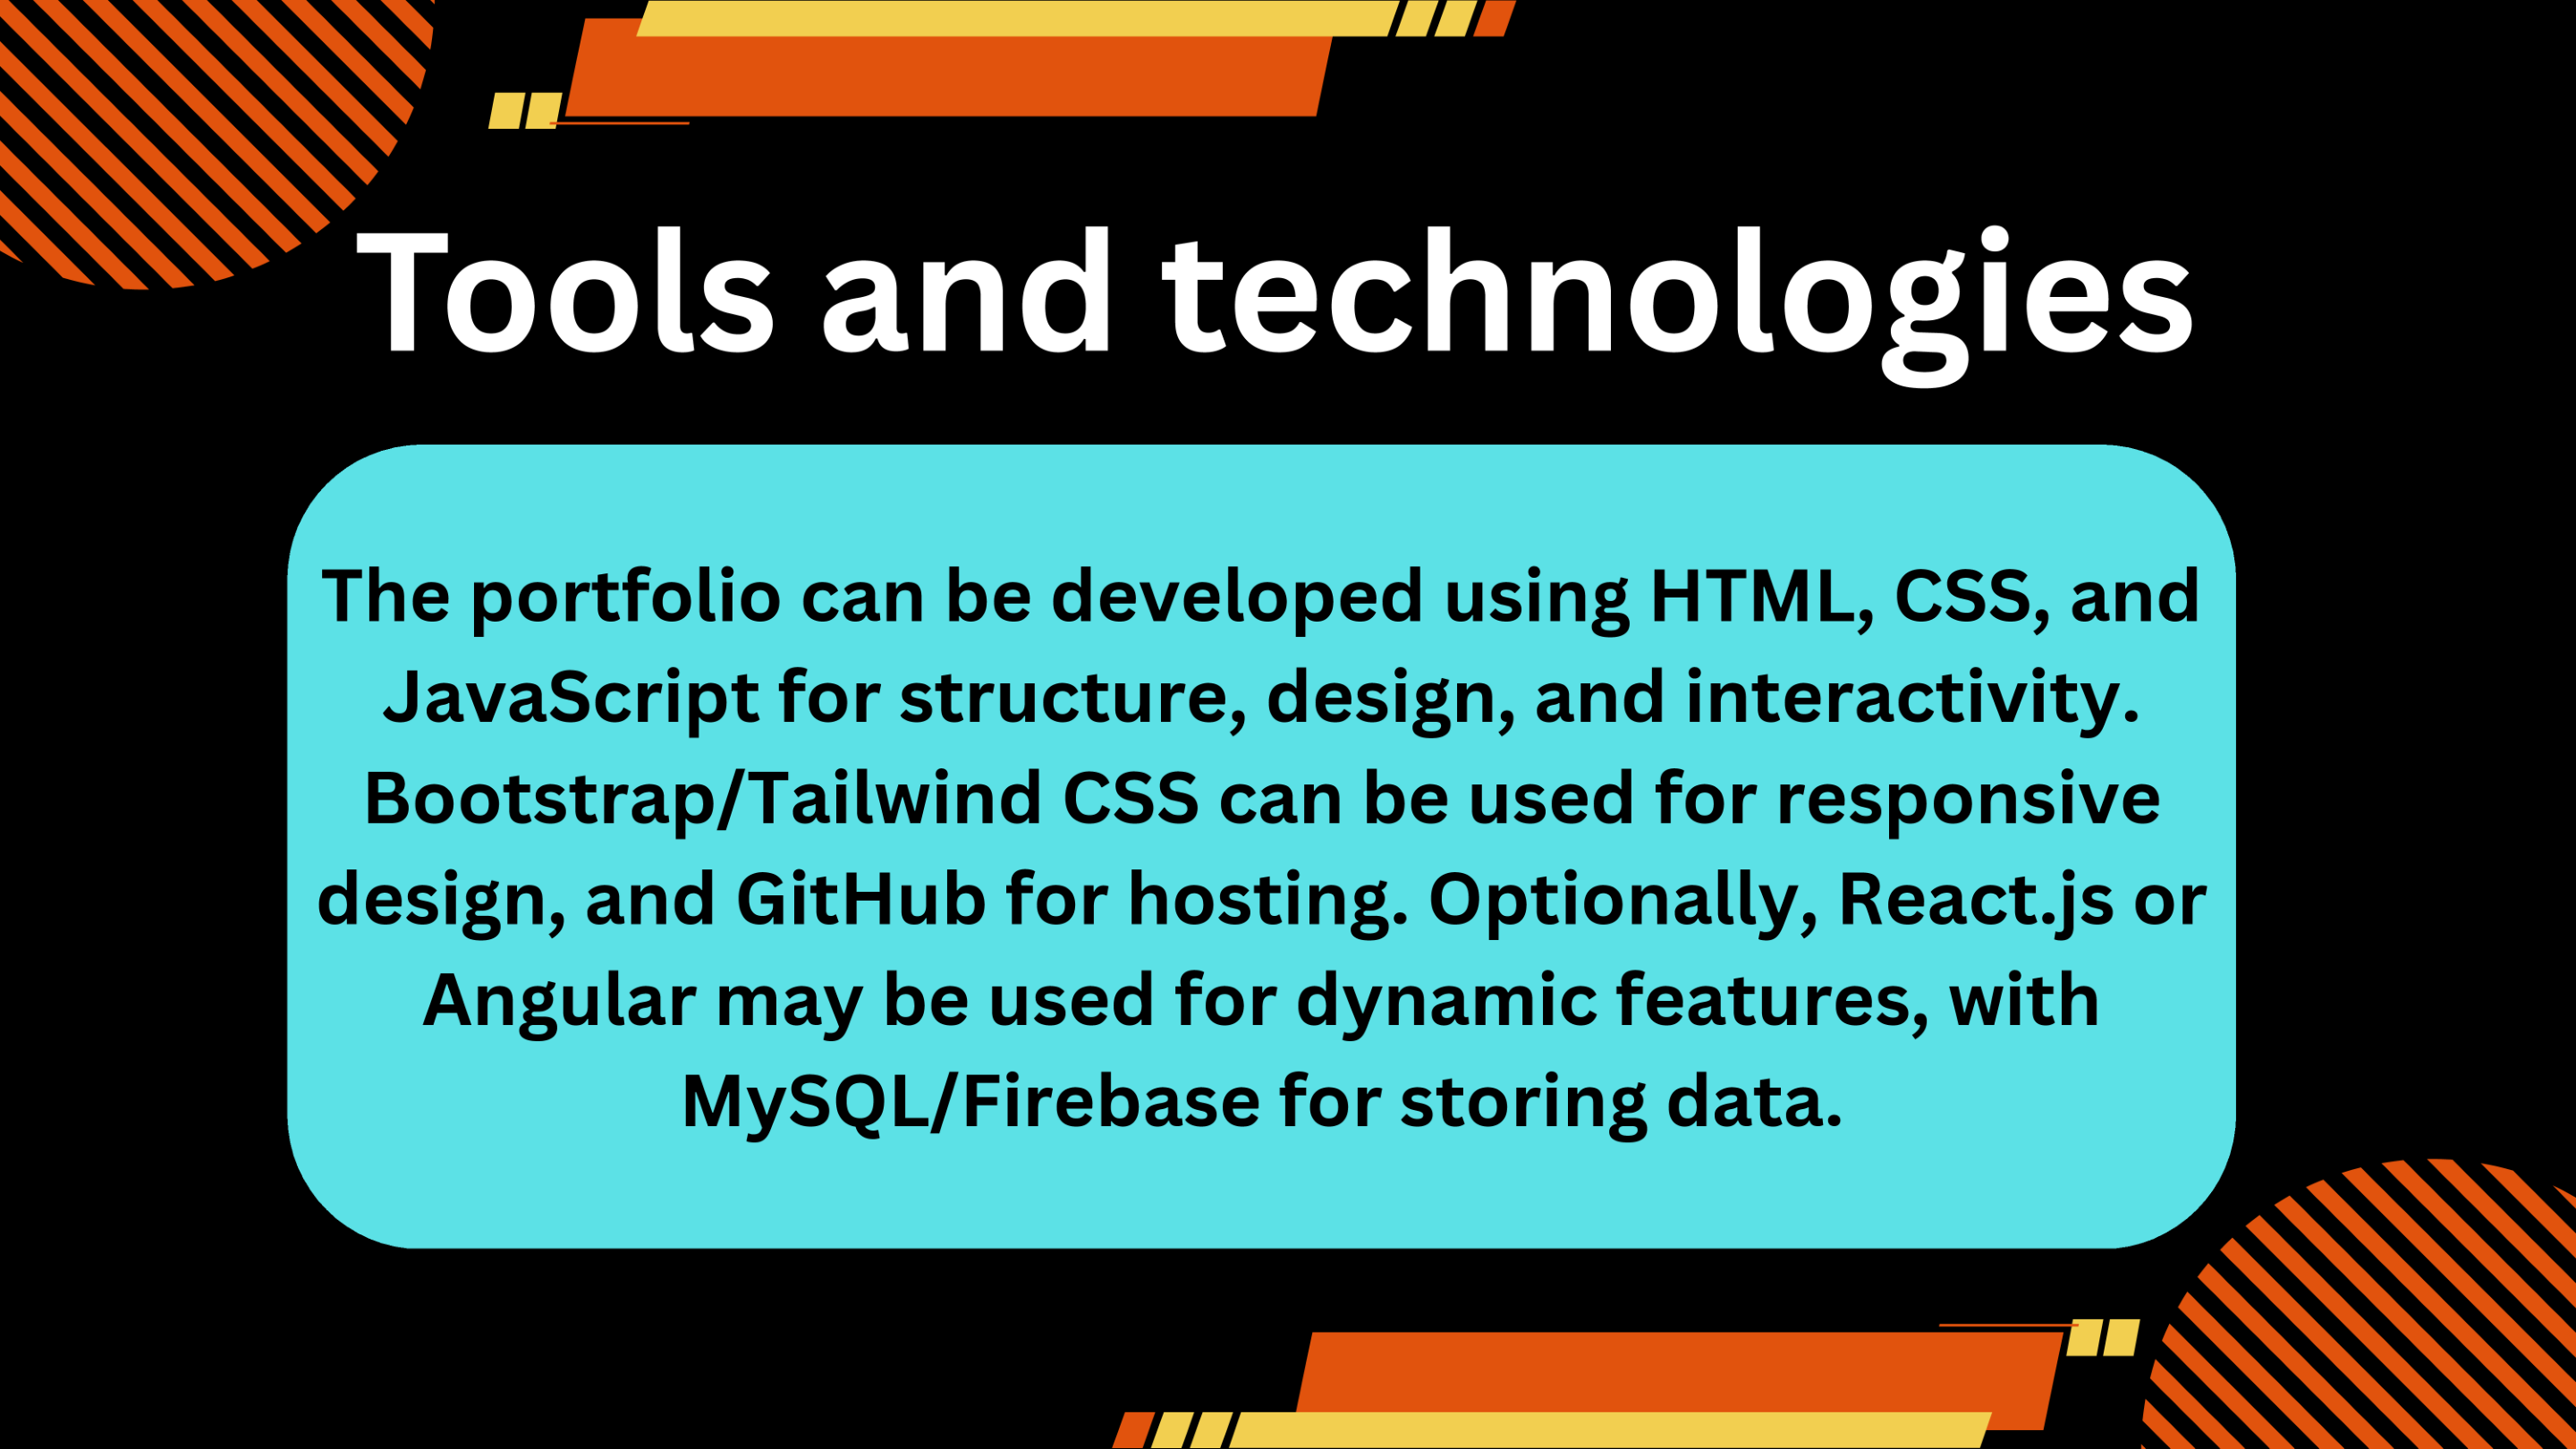 Tools and technologies
The portfolio can be developed using HTML, CSS, and
JavaScript for structure, design, and interactivity.
Bootstrap/Tailwind CSS can be used for responsive
design, and GitHub for hosting. Optionally, React.js or
Angular may be used for dynamic features, with
MySQL/Firebase for storing data.